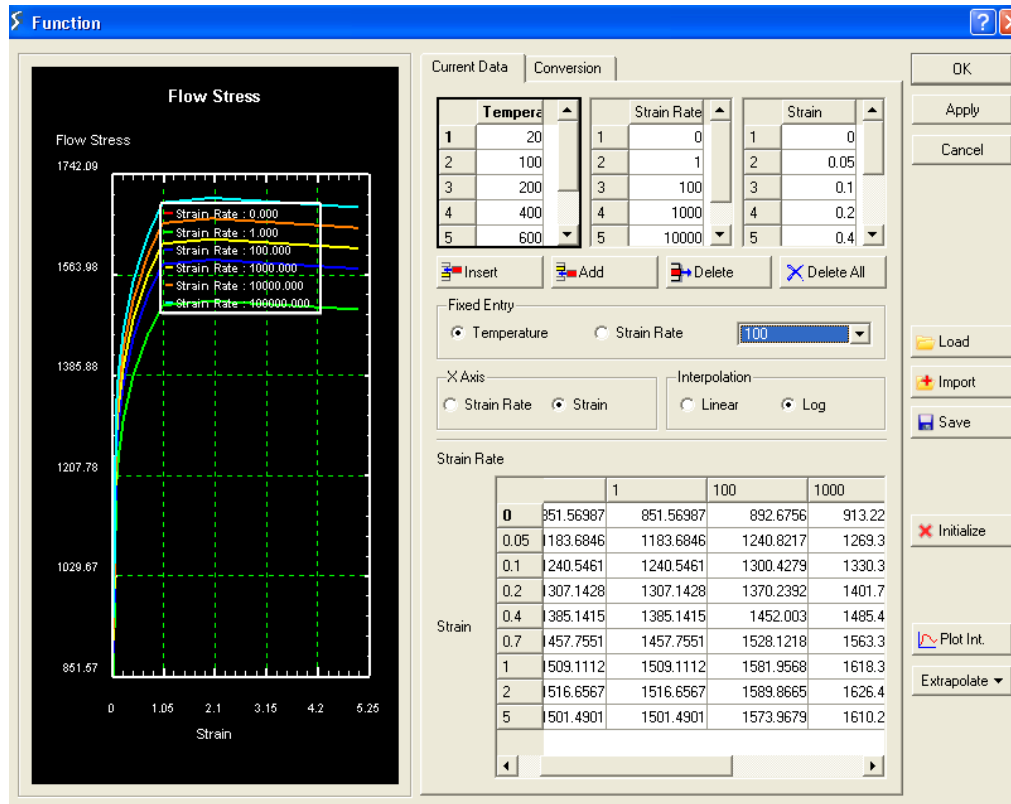 Function
Flow Stress
Flow Stress
1742.09
Strain Rate : 0.000
Strain Rate : 1.000
Strain Rate : 100.000
Strain Rate : 1000.000
Strain Rate : 10000.000
Strain Rate : 100000.000
1563.98
1385.88
1207.78
1029.67
851.57
0 1.05 2.1 3.15 4.2 5.25
Strain
Current Data Conversion
Tempera
1 20
2 100
3 200
4 400
5 600
Strain Rate
1 0
2 1
3 100
4 1000
5 10000
Strain
1 0
2 0.05
3 0.1
4 0.2
5 0.4
Insert Add Delete Delete All
Fixed Entry
Temperature Strain Rate 100
X Axis
Strain Rate Strain
Interpolation
Linear Log
Strain Rate
1 100 1000
0 851.56987 851.56987 892.6756 913.22
0.05 1183.6846 1183.6846 1240.8217 1269.3
0.1 1240.5461 1240.5461 1300.4279 1330.3
0.2 1307.1428 1307.1428 1370.2392 1401.7
0.4 1385.1415 1385.1415 1452.003 1485.4
0.7 1457.7551 1457.7551 1528.1218 1563.3
1 1509.1112 1509.1112 1581.9568 1618.3
2 1516.6567 1516.6567 1589.8665 1626.4
5 1501.4901 1501.4901 1573.9679 1610.2
Strain
OK
Apply
Cancel
Load
Import
Save
Initialize
Plot Int.
Extrapolate